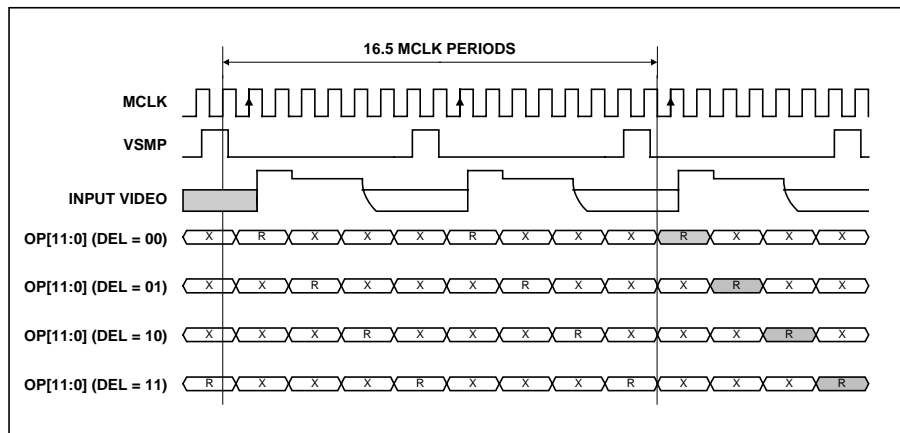 16.5 MCLK PERIODS
MCLK
VSMP
INPUT VIDEO
OP[11:0] (DEL = 00) X R X X X R X X X R X X X
OP[11:0] (DEL = 01) X X R X X X R X X X R X X
OP[11:0] (DEL = 10) X X X R X X X R X X X R X
OP[11:0] (DEL = 11) R X X X R X X X R X X X R